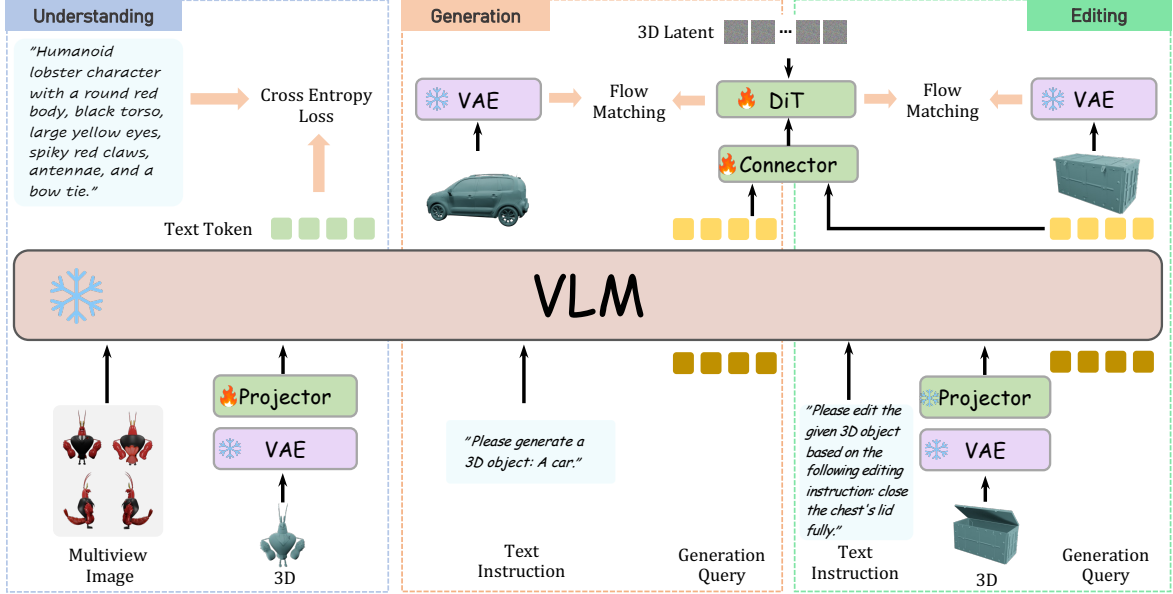 Understanding
"Humanoid
lobster character
with a round red
body, black torso,
large yellow eyes,
spiky red claws,
antennae, and a
bow tie."
Cross Entropy
Loss
Text Token
Generation
3D Latent
...
VAE
Flow
Matching
DiT
Connector
Editing
Flow
Matching
VAE
VLM
Projector
VAE
Multiview
Image
3D
"Please generate a
3D object: A car."
Text
Instruction
Generation
Query
"Please edit the
given 3D object
based on the
following editing
instruction: close
the chest's lid
fully."
Text
Instruction
Projector
VAE
3D
Generation
Query